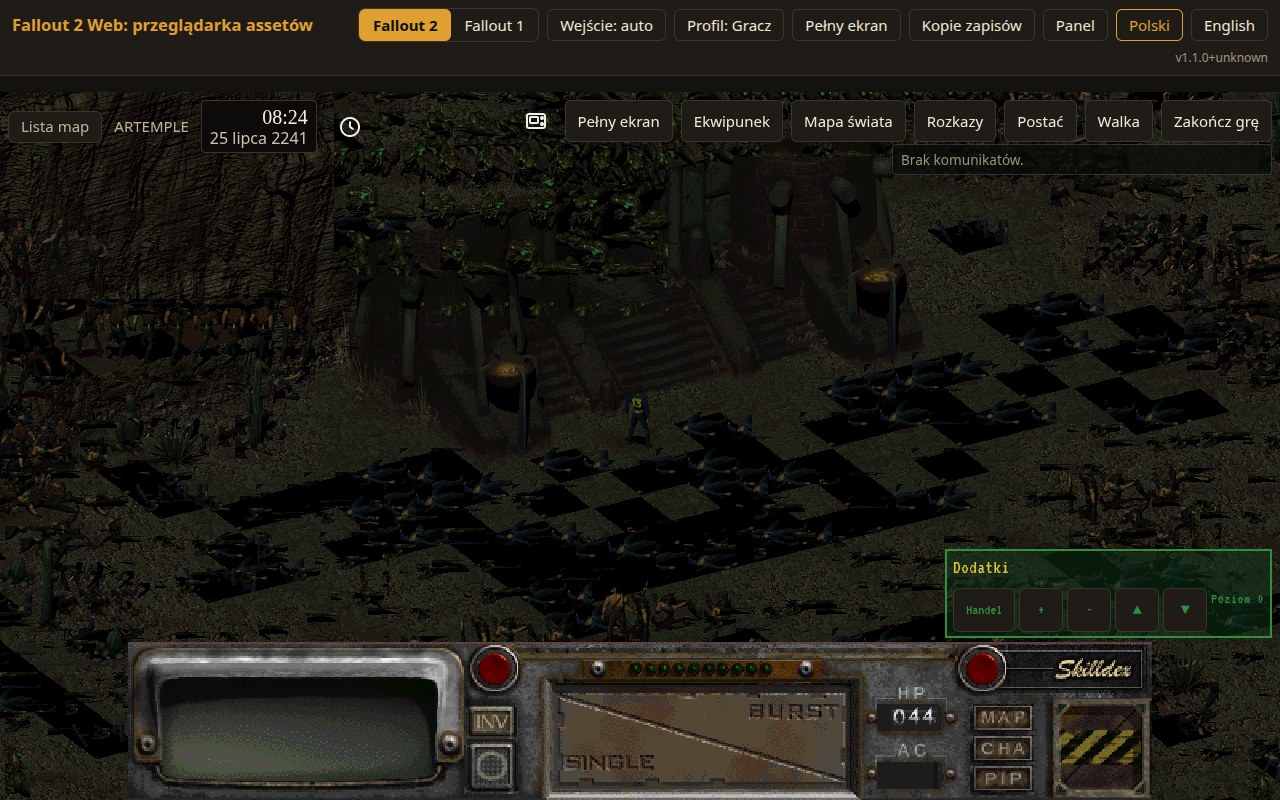 Fallout 2 Web: przeglądarka assetów
Fallout 2
Fallout 1
Wejście: auto
Profil: Gracz
Pełny ekran
Kopie zapisów
Panel
Polski
English
v1.1.0+unknown
Lista map
ARTEMPLE
08:24
25 lipca 2241
Pełny ekran
Ekwipunek
Mapa świata
Rozkazy
Postać
Walka
Zakończ grę
Brak komunikatów.
13
Dodatki
Handel
+
-
▲
▼
Poziom 0
Skilldex
HP
044
BURST
INV
MAP
AC
CHA
SINGLE
PIP